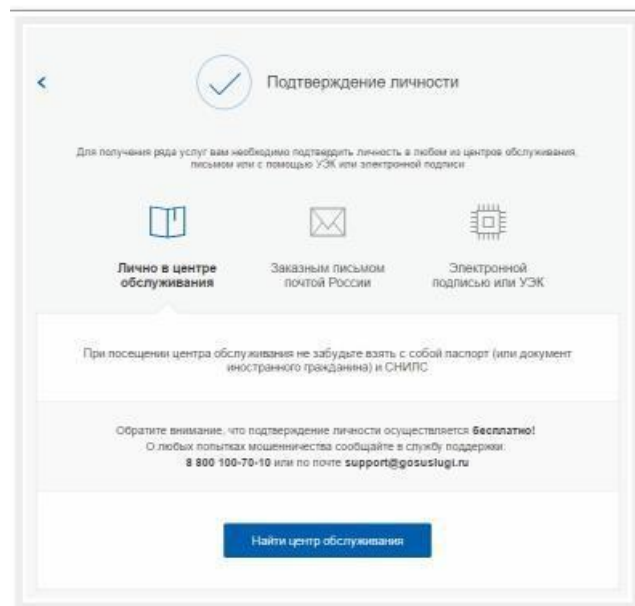 Подтверждение личности
Для получения ряда услуг вам необходимо подтвердить личность в любом из центров обслуживания,
письмом или с помощью УЭК или электронной подписи
Лично в центре
обслуживания
Заказным письмом
почтой России
Электронной
подписью или УЭК
При посещении центра обслуживания не забудьте взять с собой паспорт (или документ
иностранного гражданина) и СНИЛС
Обратите внимание, что подтверждение личности осуществляется бесплатно!
О любых попытках мошенничества сообщайте в службу поддержки:
8 800 100-70-10 или по почте support@gosuslugi.ru
Найти центр обслуживания